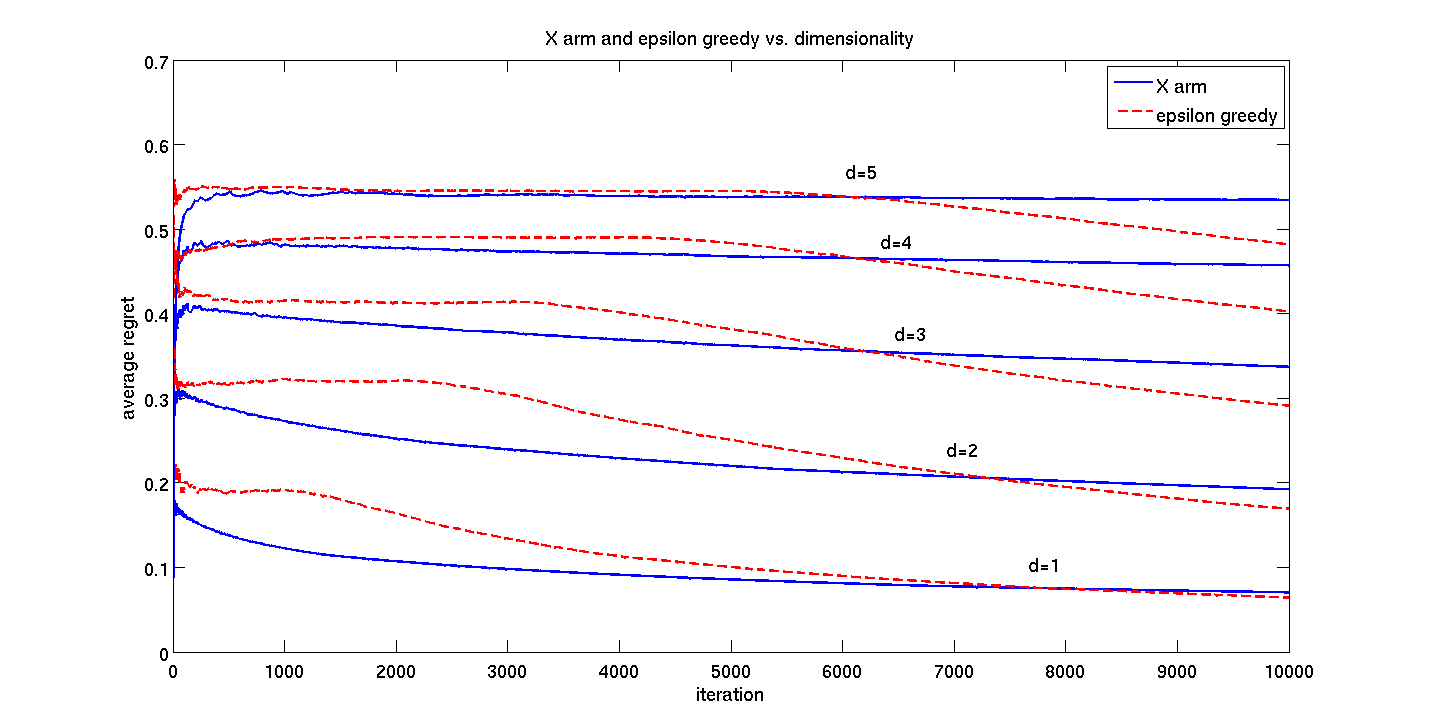 X arm and epsilon greedy vs. dimensionality
0.7
0.6
0.5
0.4
0.3
0.2
0.1
0
average regret
X arm
epsilon greedy
d=5
d=4
d=3
d=2
d=1
0 1000 2000 3000 4000 5000 6000 7000 8000 9000 10000
iteration